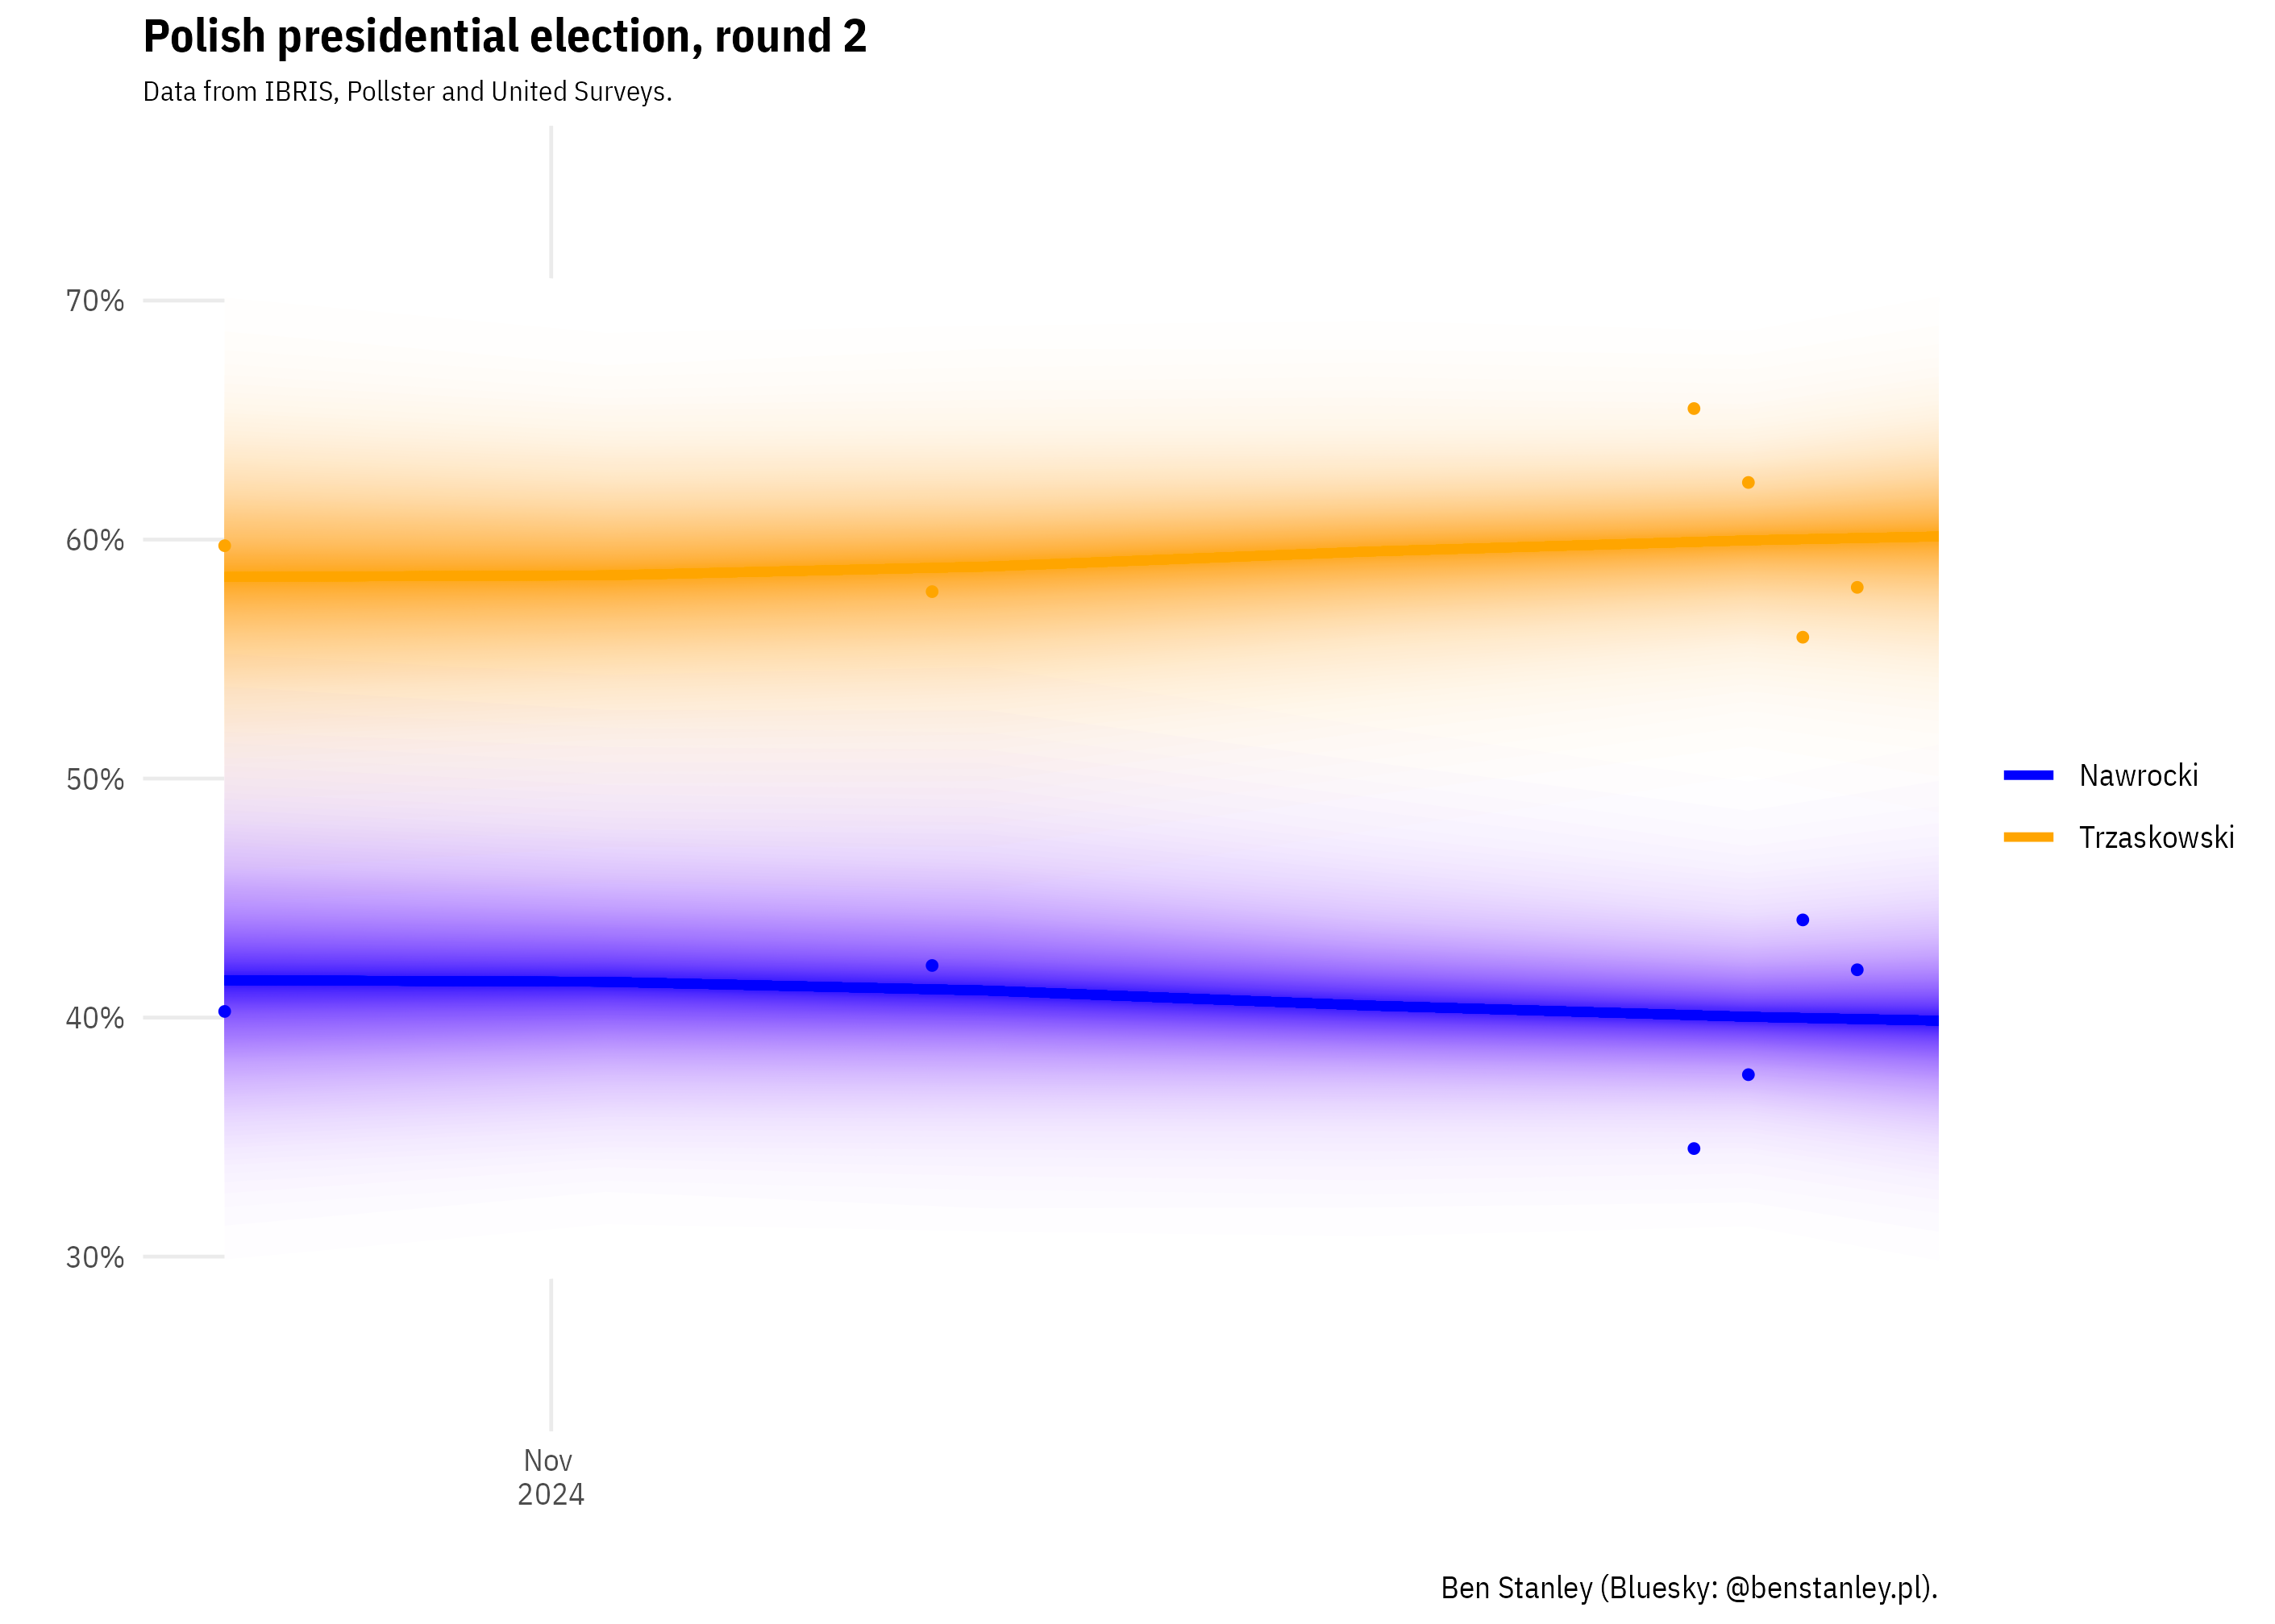 Polish presidential election, round 2
Data from IBRIS, Pollster and United Surveys.
70%
60%
50%
40%
30%
Nawrocki
Trzaskowski
Nov
2024
Ben Stanley (Bluesky: @benstanley.pl).